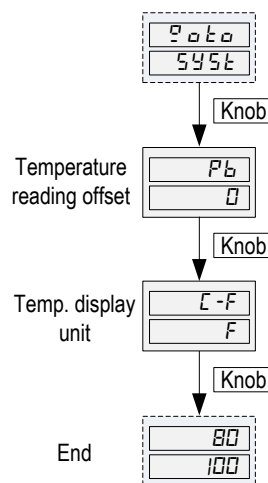 goto
SYSt
Knob
Temperature
reading offset
Pb
0
Knob
Temp. display
unit
C-F
F
Knob
End
80
100